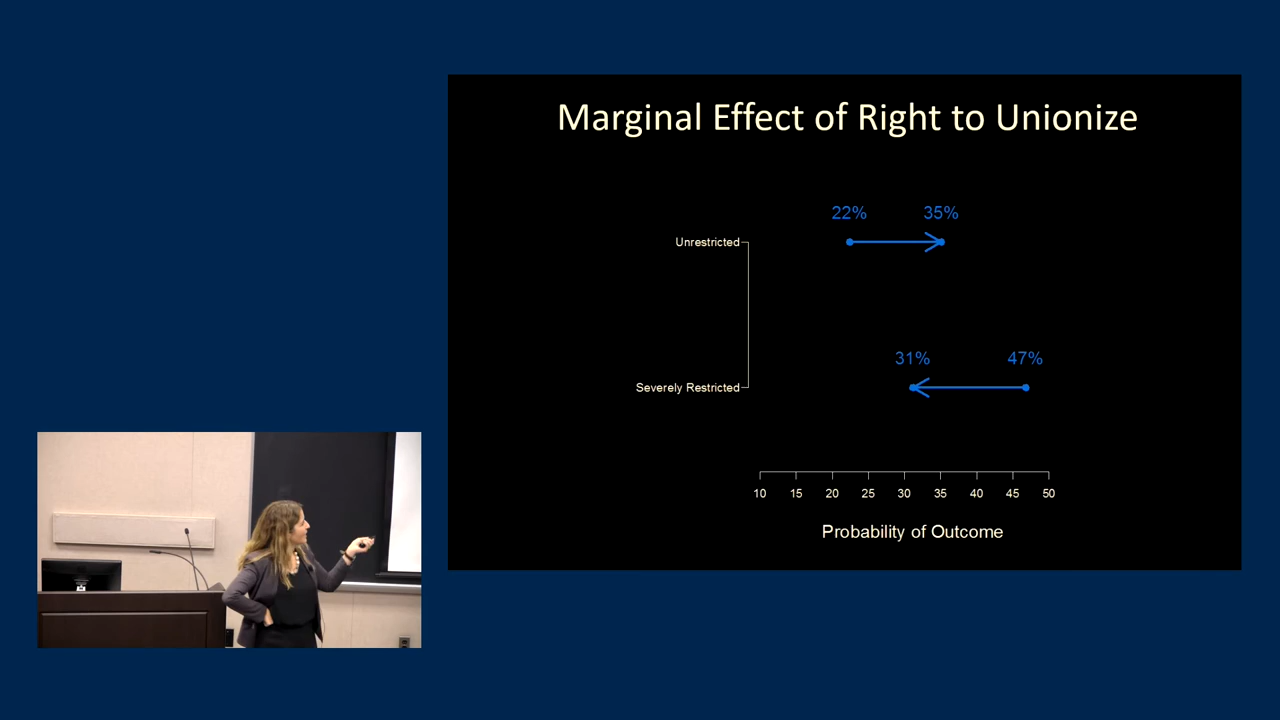 Marginal Effect of Right to Unionize
22% 35%
Unrestricted
31% 47%
Severely Restricted
10 15 20 25 30 35 40 45 50
Probability of Outcome